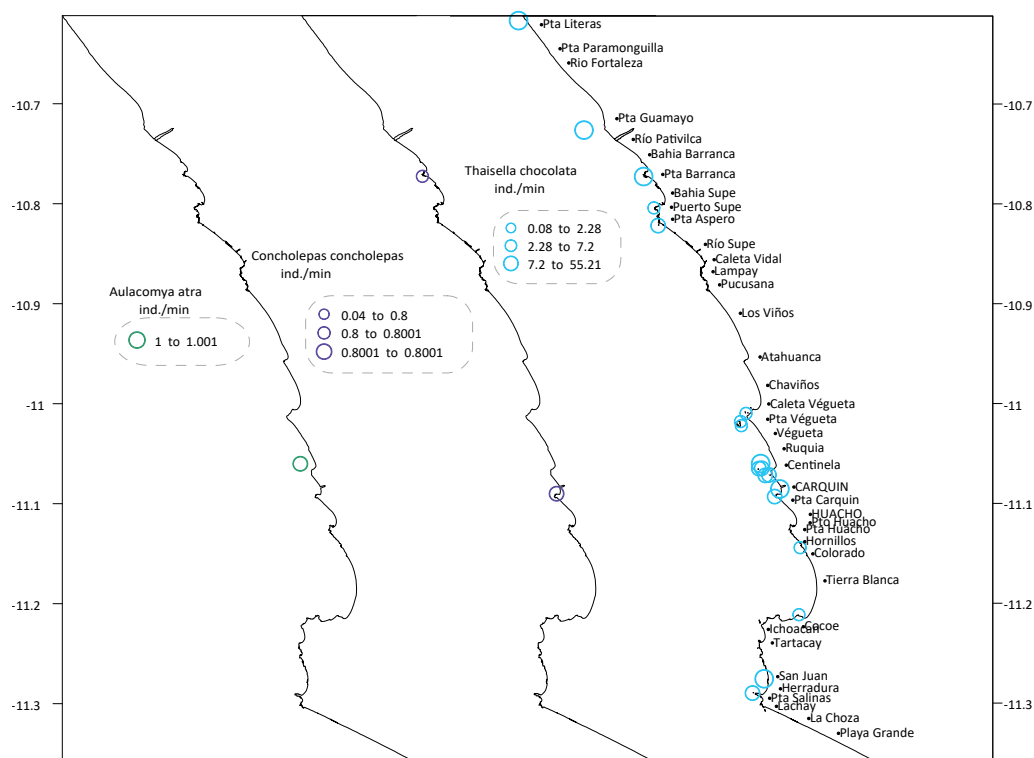 Pta Literas
Pta Paramonguilla
Rio Fortaleza
-10.7
-10.7
Pta Guamayo
Río Pativilca
Bahia Barranca
Thaisella chocolata
ind./min
Pta Barranca
Bahia Supe
-10.8
Puerto Supe
-10.8
Pta Aspero
0.08 to 2.28
2.28 to 7.2
7.2 to 55.21
Río Supe
Caleta Vidal
Lampay
Pucusana
Concholepas concholepas
ind./min
Aulacomya atra
ind./min
-10.9
-10.9
Los Viños
0.04 to 0.8
0.8 to 0.8001
0.8001 to 0.8001
1 to 1.001
Atahuanca
Chaviños
-11
Caleta Végueta
-11
Pta Végueta
Végueta
Ruquia
Centinela
CARQUIN
-11.1
Pta Carquin
-11.1
HUACHO
Pto Huacho
Pta Huacho
Hornillos
Colorado
Tierra Blanca
-11.2
-11.2
Cocoe
Ichoacan
Tartacay
San Juan
Herradura
-11.3
Pta Salinas
-11.3
Lachay
La Choza
Playa Grande